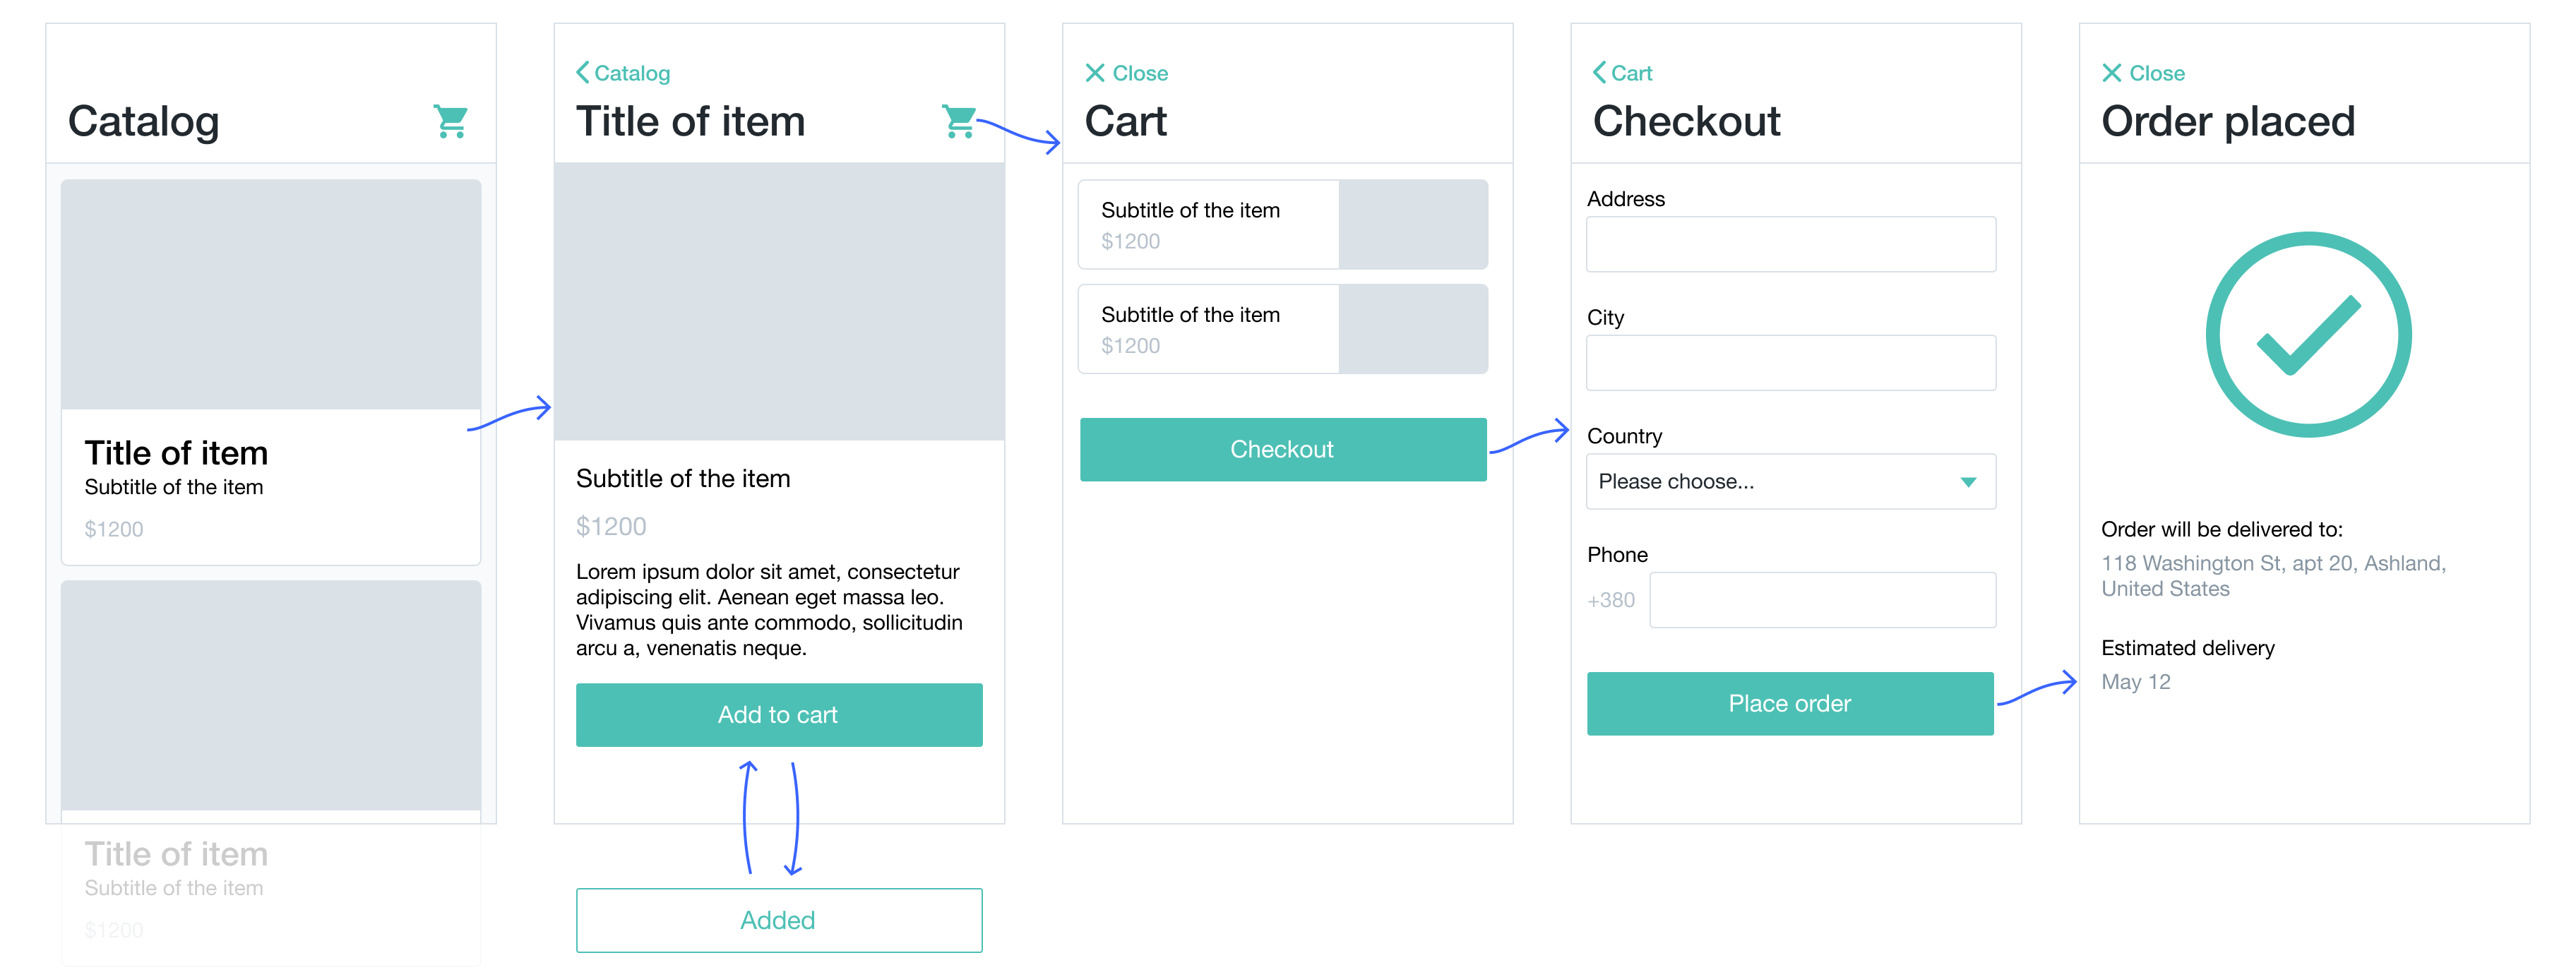 Catalog
Title of item
Subtitle of the item
$1200
Title of item
Subtitle of the item
$1200
Catalog
Title of item
Subtitle of the item
$1200
Lorem ipsum dolor sit amet, consectetur
adipiscing elit. Aenean eget massa leo.
Vivamus quis ante commodo, sollicitudin
arcu a, venenatis neque.
Add to cart
Added
Close
Cart
Subtitle of the item
$1200
Subtitle of the item
$1200
Checkout
Cart
Checkout
Address
City
Country
Please choose...
Phone
+380
Place order
Close
Order placed
Order will be delivered to:
118 Washington St, apt 20, Ashland,
United States
Estimated delivery
May 12